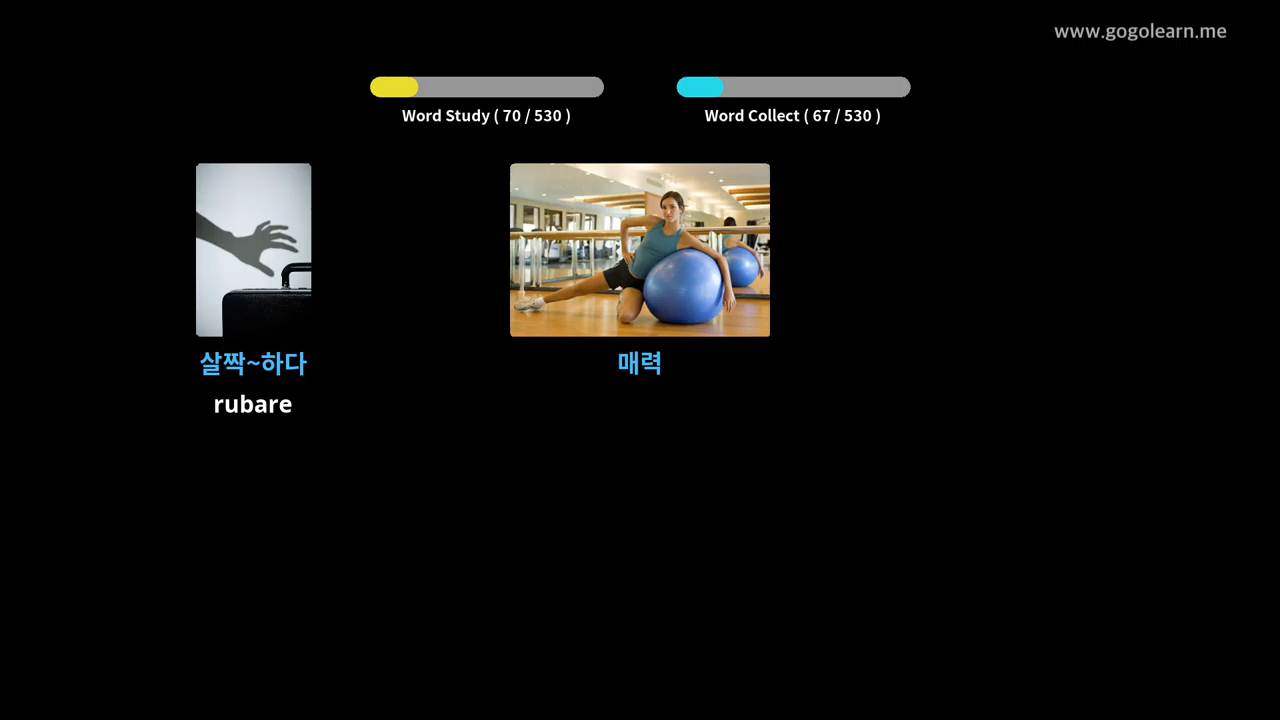 www.gogolearn.me
Word Study ( 70 / 530 )
Word Collect ( 67 / 530 )
살짝~하다
매력
rubare